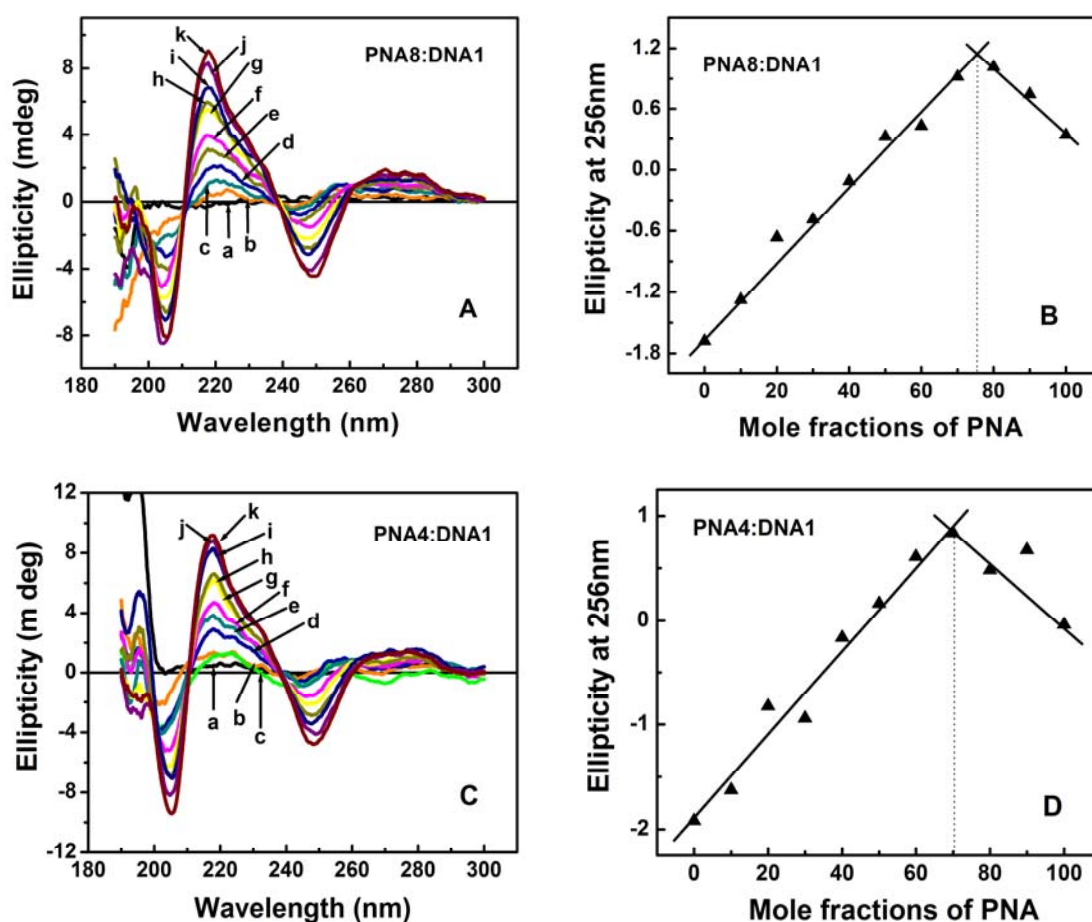 PNA8:DNA1
k
j
i
h
g
f
e
d
c
a
b
A
Ellipticity (mdeg)
8
4
0
-4
-8
180 200 220 240 260 280 300
Wavelength (nm)
PNA8:DNA1
B
Ellipticity at 256nm
1.2
0.6
0.0
-0.6
-1.2
-1.8
0 20 40 60 80 100
Mole fractions of PNA
PNA4:DNA1
k
j
i
h
g
f
e
d
a
b
c
C
Ellipticity (m deg)
12
8
4
0
-4
-8
-12
180 200 220 240 260 280 300
Wavelength (nm)
PNA4:DNA1
D
Ellipticity at 256nm
1
0
-1
-2
0 20 40 60 80 100
Mole fractions of PNA